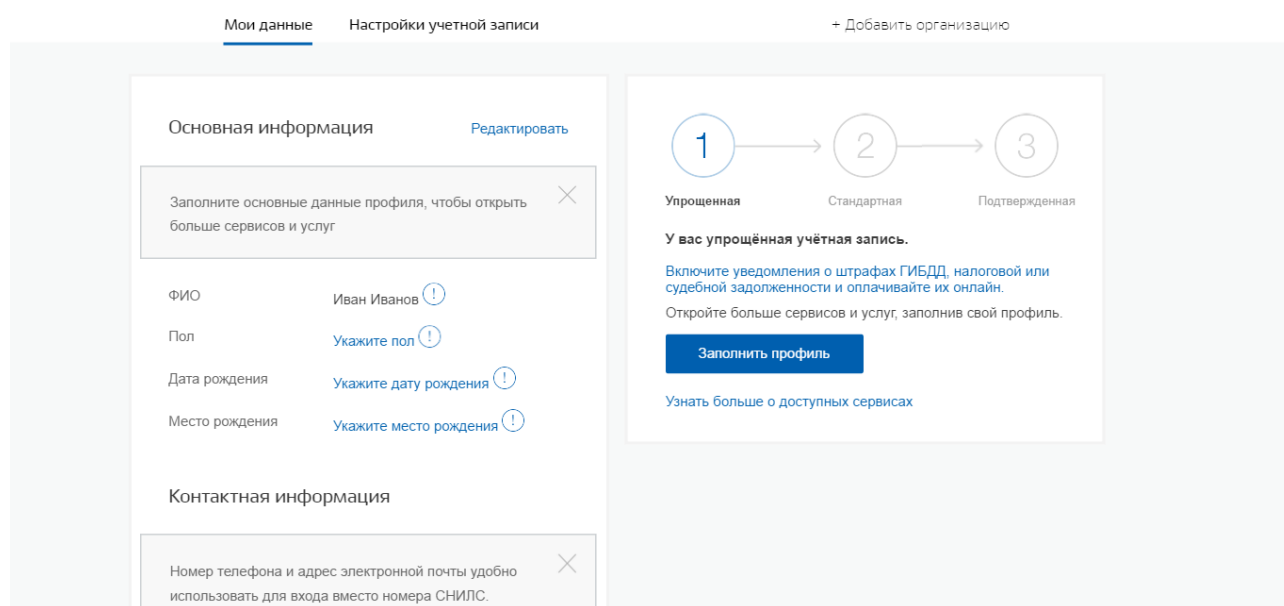 Мои данные
Настройки учетной записи
+ Добавить организацию
Основная информация
Редактировать
Заполните основные данные профиля, чтобы открыть
больше сервисов и услуг
ФИО
Иван Иванов !
Пол
Укажите пол !
Дата рождения
Укажите дату рождения !
Место рождения
Укажите место рождения !
Контактная информация
Номер телефона и адрес электронной почты удобно
использовать для входа вместо номера СНИЛС.
1
2
3
Упрощенная
Стандартная
Подтвержденная
У вас упрощённая учётная запись.
Включите уведомления о штрафах ГИБДД, налоговой или
судебной задолженности и оплачивайте их онлайн.
Откройте больше сервисов и услуг, заполнив свой профиль.
Заполнить профиль
Узнать больше о доступных сервисах